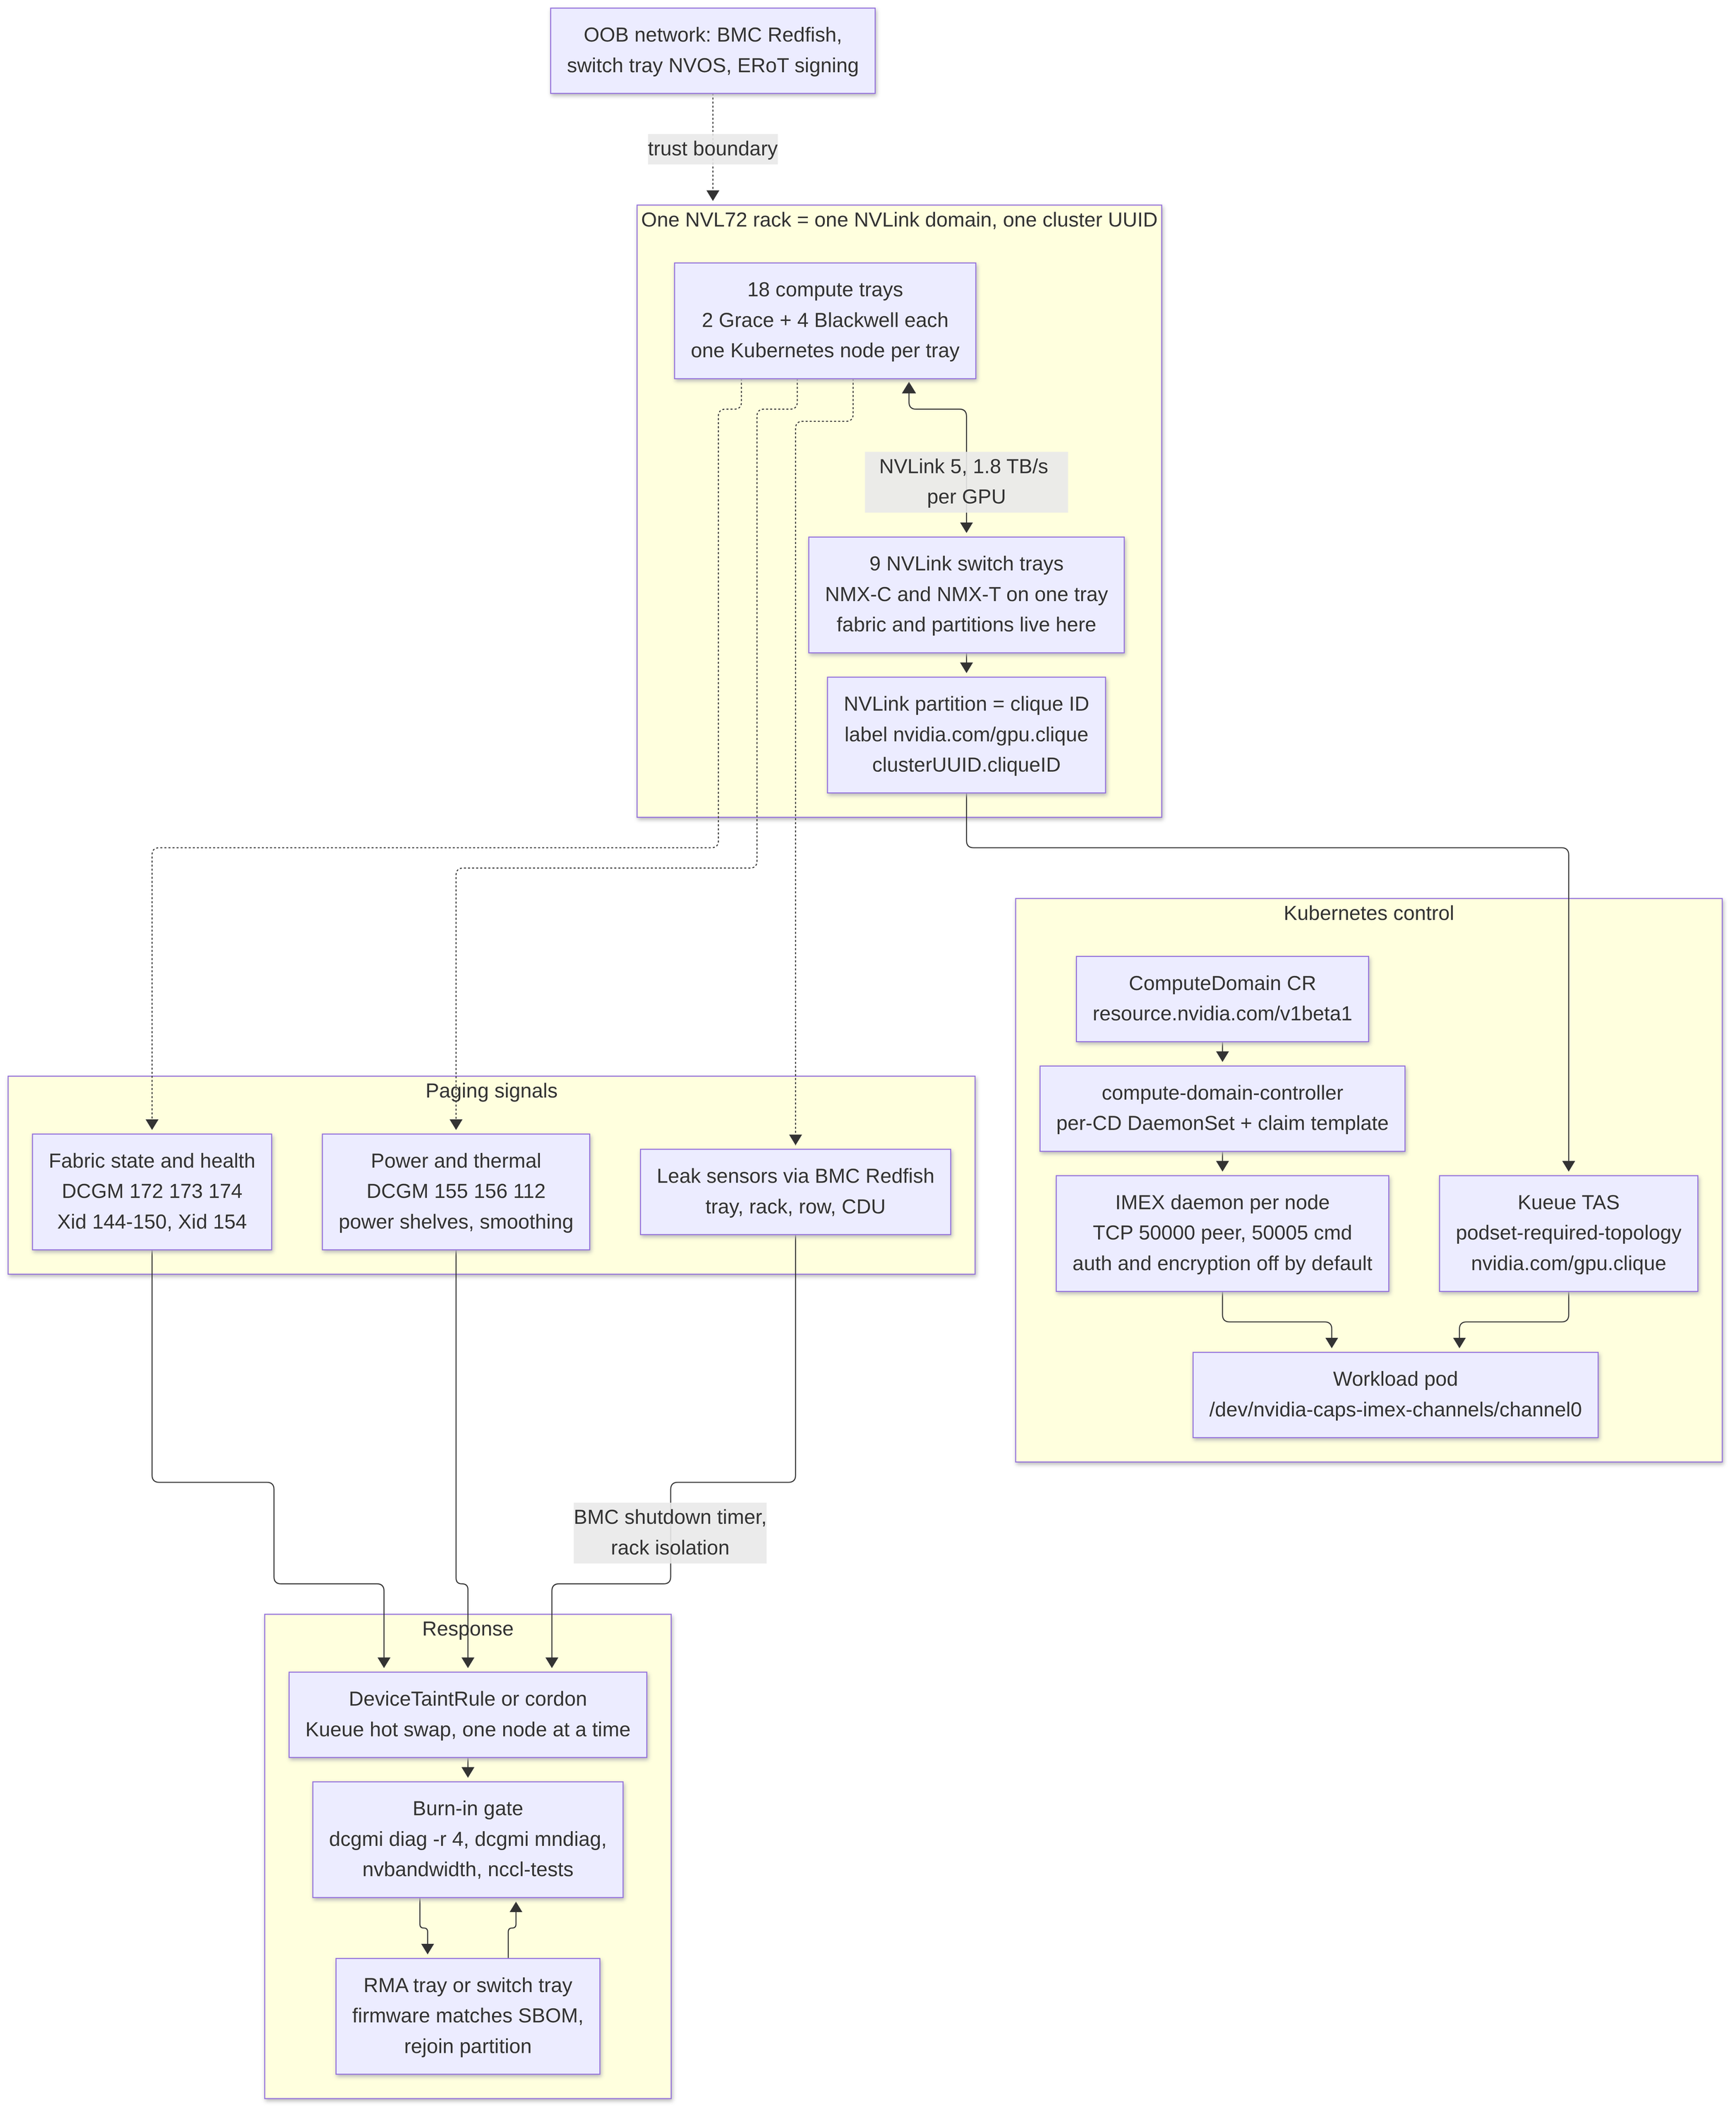 OOB network: BMC Redfish,
switch tray NVOS, ERoT signing
trust boundary
One NVL72 rack = one NVLink domain, one cluster UUID
18 compute trays
2 Grace + 4 Blackwell each
one Kubernetes node per tray
NVLink 5, 1.8 TB/s
per GPU
9 NVLink switch trays
NMX-C and NMX-T on one tray
fabric and partitions live here
NVLink partition = clique ID
label nvidia.com/gpu.clique
clusterUUID.cliqueID
Kubernetes control
ComputeDomain CR
resource.nvidia.com/v1beta1
compute-domain-controller
per-CD DaemonSet + claim template
IMEX daemon per node
TCP 50000 peer, 50005 cmd
auth and encryption off by default
Kueue TAS
podset-required-topology
nvidia.com/gpu.clique
Workload pod
/dev/nvidia-caps-imex-channels/channel0
Paging signals
Fabric state and health
DCGM 172 173 174
Xid 144-150, Xid 154
Power and thermal
DCGM 155 156 112
power shelves, smoothing
Leak sensors via BMC Redfish
tray, rack, row, CDU
BMC shutdown timer,
rack isolation
Response
DeviceTaintRule or cordon
Kueue hot swap, one node at a time
Burn-in gate
dcgmi diag -r 4, dcgmi mndiag,
nvbandwidth, nccl-tests
RMA tray or switch tray
firmware matches SBOM,
rejoin partition